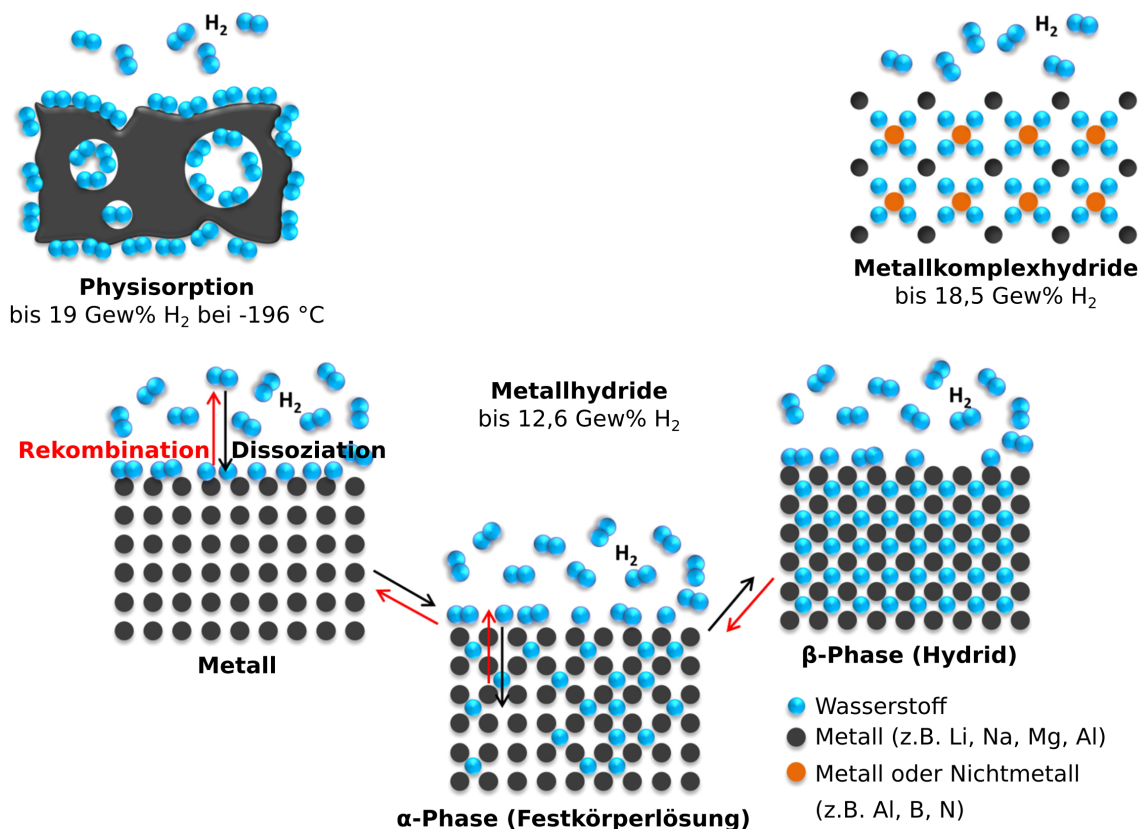 H₂
Physisorption
bis 19 Gew% H₂ bei -196 °C
H₂
Metallkomplexhydride
bis 18,5 Gew% H₂
Metallhydride
bis 12,6 Gew% H₂
H₂
Rekombination
Dissoziation
Metall
H₂
α-Phase (Festkörperlösung)
H₂
β-Phase (Hydrid)
Wasserstoff
Metall (z.B. Li, Na, Mg, Al)
Metall oder Nichtmetall
(z.B. Al, B, N)